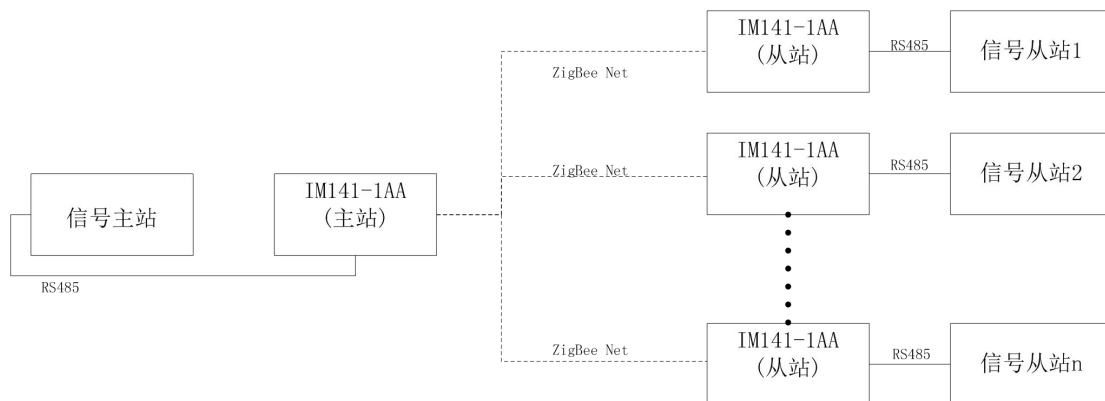 IM141-1AA
(从站)
RS485
信号从站1
ZigBee Net
IM141-1AA
(从站)
RS485
信号从站2
ZigBee Net
信号主站
IM141-1AA
(主站)
RS485
IM141-1AA
(从站)
RS485
信号从站n
ZigBee Net